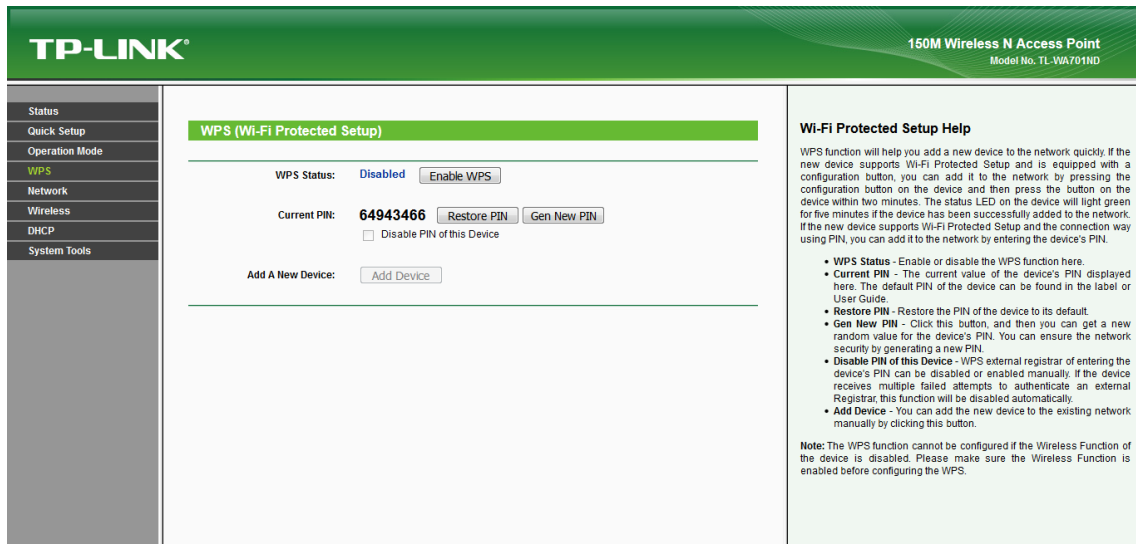 TP-LINK®
150M Wireless N Access Point
Model No. TL-WA701ND
Status
Quick Setup
Operation Mode
WPS
Network
Wireless
DHCP
System Tools
WPS (Wi-Fi Protected Setup)
WPS Status: Disabled Enable WPS
Current PIN: 64943466 Restore PIN Gen New PIN
Disable PIN of this Device
Add A New Device: Add Device
Wi-Fi Protected Setup Help
WPS function will help you add a new device to the network quickly. If the
new device supports Wi-Fi Protected Setup and is equipped with a
configuration button, you can add it to the network by pressing the
configuration button on the device and then press the button on the
device within two minutes. The status LED on the device will light green
for five minutes if the device has been successfully added to the network.
If the new device supports Wi-Fi Protected Setup and the connection way
using PIN, you can add it to the network by entering the device's PIN.
• WPS Status - Enable or disable the WPS function here.
• Current PIN - The current value of the device's PIN displayed
here. The default PIN of the device can be found in the label or
User Guide.
• Restore PIN - Restore the PIN of the device to its default.
• Gen New PIN - Click this button, and then you can get a new
random value for the device's PIN. You can ensure the network
security by generating a new PIN.
• Disable PIN of this Device - WPS external registrar of entering the
device's PIN can be disabled or enabled manually. If the device
receives multiple failed attempts to authenticate an external
Registrar, this function will be disabled automatically.
• Add Device - You can add the new device to the existing network
manually by clicking this button.
Note: The WPS function cannot be configured if the Wireless Function of
the device is disabled. Please make sure the Wireless Function is
enabled before configuring the WPS.